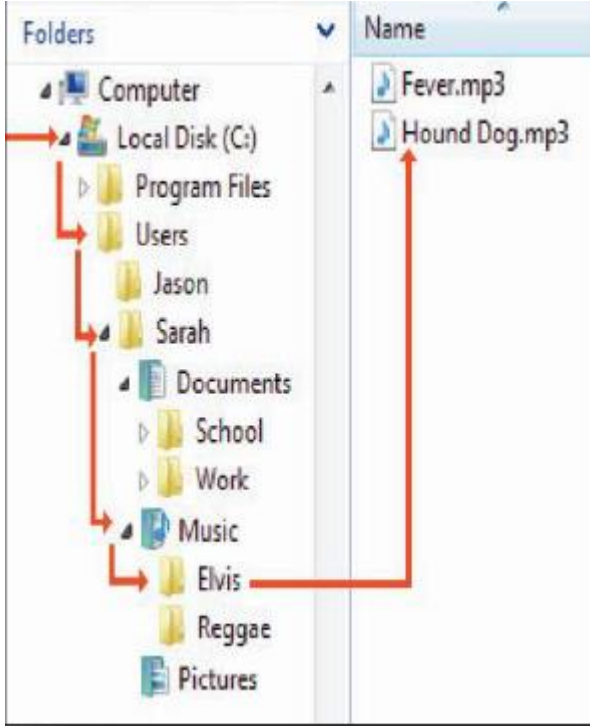 Folders
Computer
Local Disk (C:)
Program Files
Users
Jason
Sarah
Documents
School
Work
Music
Elvis
Reggae
Pictures
Name
Fever.mp3
Hound Dog.mp3